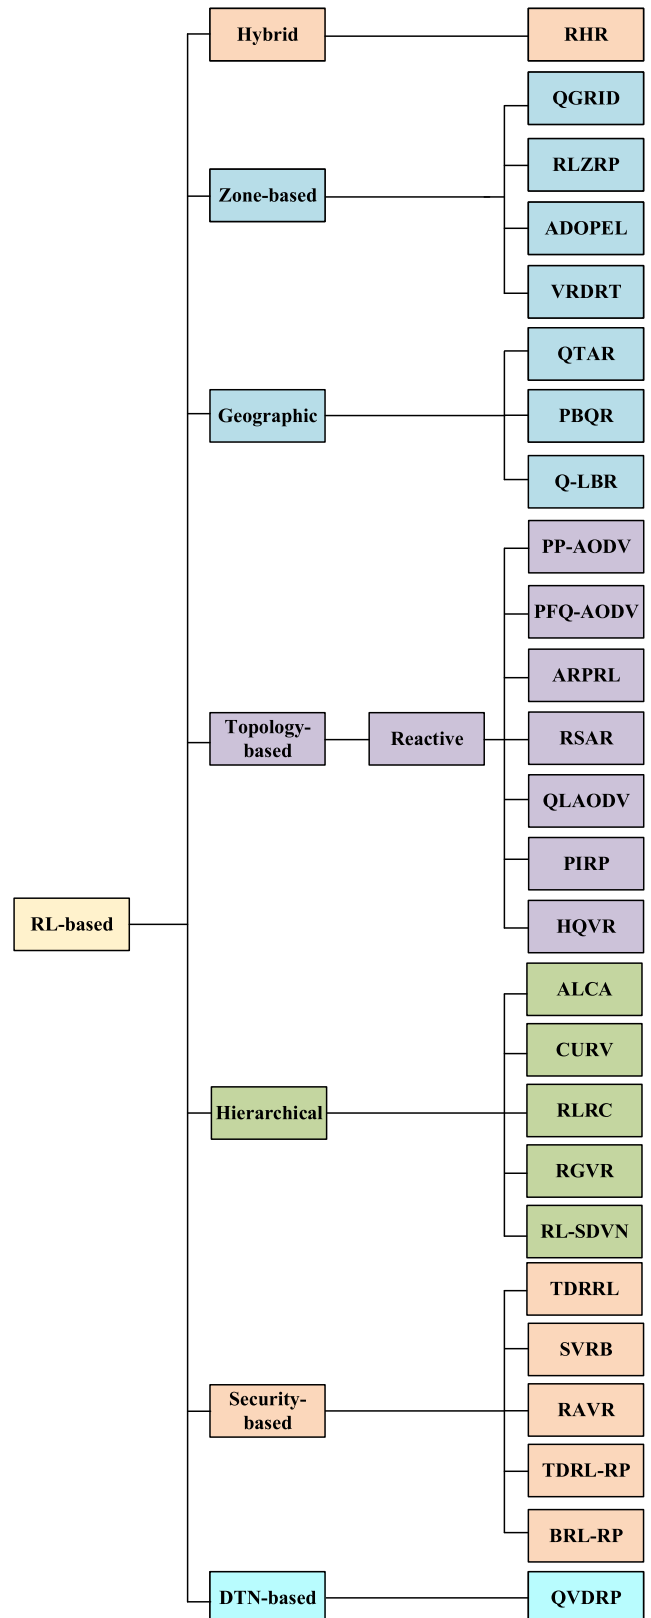 Hybrid
RHR
QGRID
RLZRP
Zone-based
ADOPEL
VRDRT
QTAR
Geographic
PBQR
Q-LBR
PP-AODV
PFQ-AODV
ARPRL
Topology-
based
Reactive
RSAR
QLAODV
PIRP
HQVR
RL-based
ALCA
CURV
Hierarchical
RLRC
RGVR
RL-SDVN
TDRRL
SVRB
Security-
based
RAVR
TDRL-RP
BRL-RP
DTN-based
QVDRP